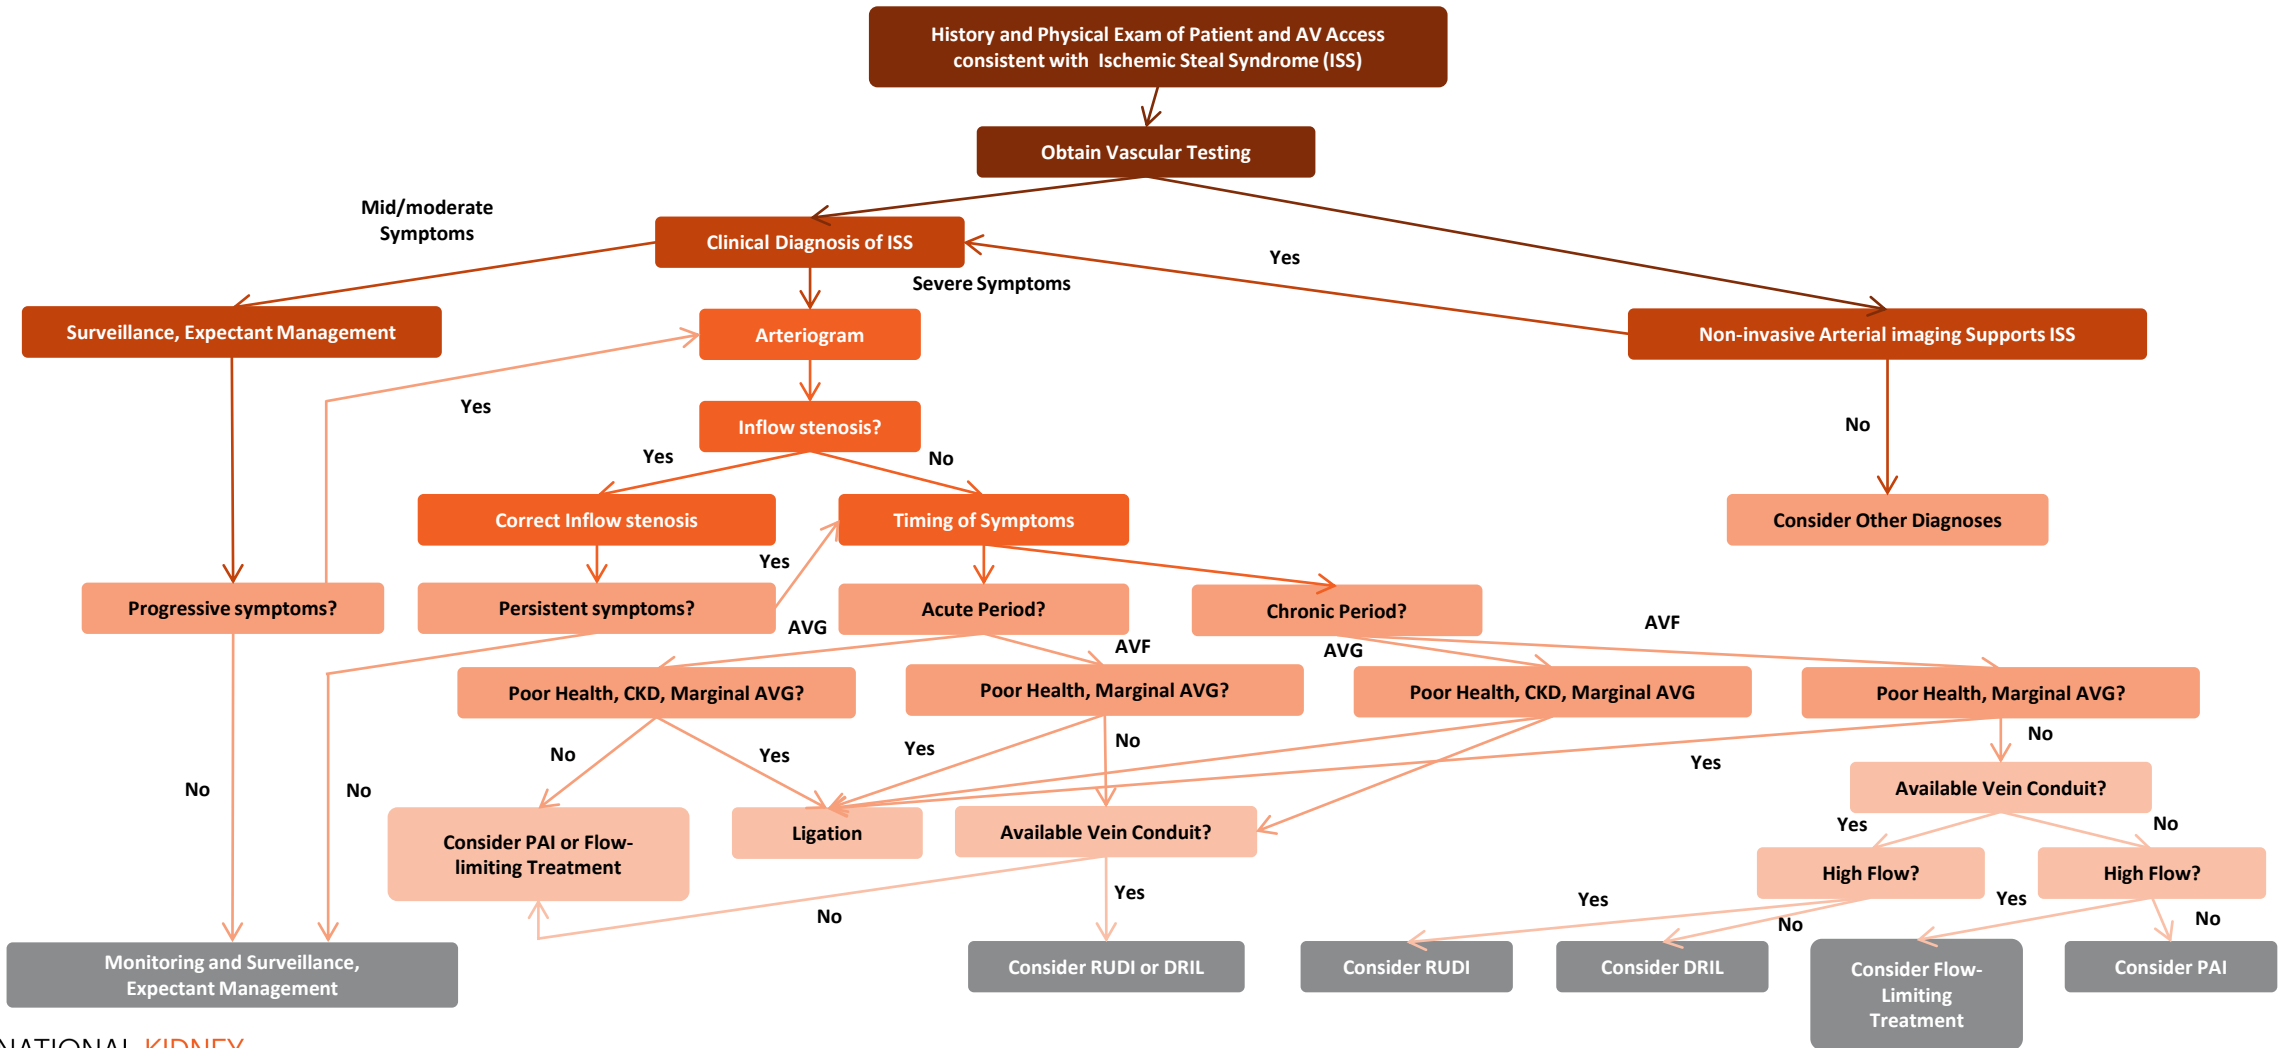 History and Physical Exam of Patient and AV Access
consistent with Ischemic Steal Syndrome (ISS)
Obtain Vascular Testing
Mid/moderate
Symptoms
Clinical Diagnosis of ISS
Yes
Severe Symptoms
Surveillance, Expectant Management
Arteriogram
Non-invasive Arterial imaging Supports ISS
Yes
Inflow stenosis?
No
Yes
No
Correct Inflow stenosis
Timing of Symptoms
Consider Other Diagnoses
Yes
Progressive symptoms?
Persistent symptoms?
Acute Period?
Chronic Period?
AVG
AVF
AVG
AVF
Poor Health, CKD, Marginal AVG?
Poor Health, Marginal AVG?
Poor Health, CKD, Marginal AVG
Poor Health, Marginal AVG?
No
Yes
Yes
No
Yes
No
No
No
Available Vein Conduit?
Consider PAI or Flow-
limiting Treatment
Ligation
Available Vein Conduit?
Yes
No
High Flow?
High Flow?
No
Yes
Yes
No
Yes
No
Monitoring and Surveillance,
Expectant Management
Consider RUDI or DRIL
Consider RUDI
Consider DRIL
Consider Flow-
Limiting
Treatment
Consider PAI
NATIONAL KIDNEY